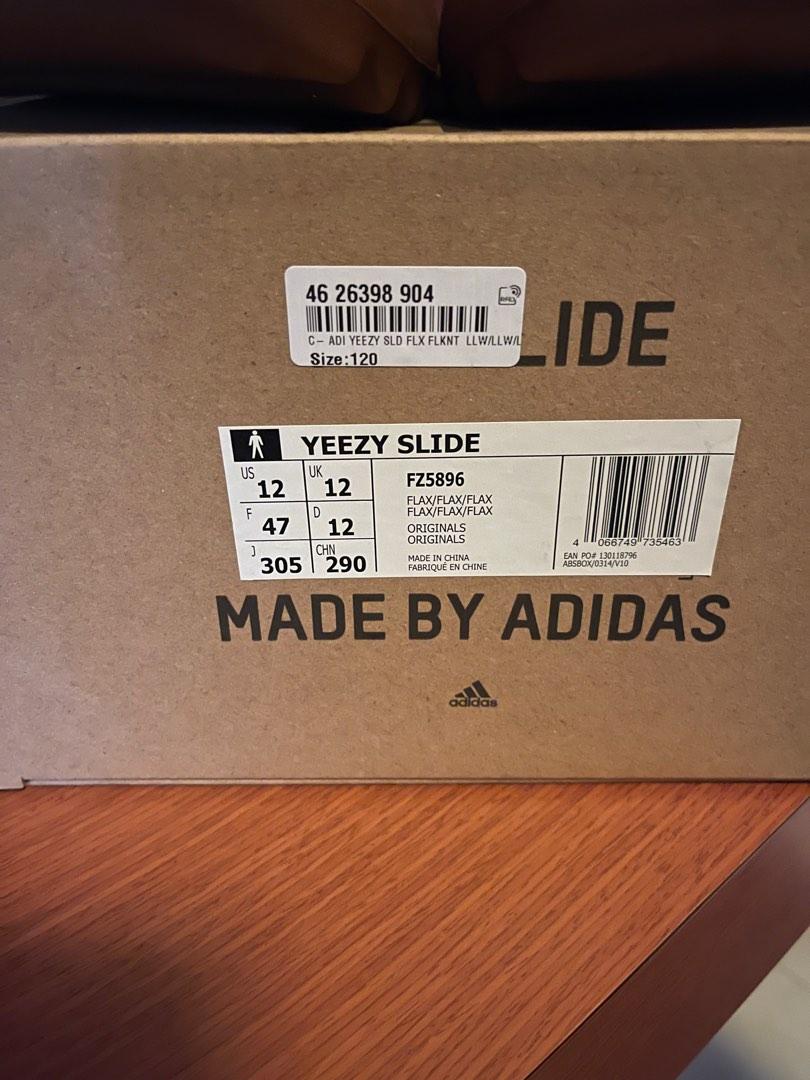 46 26398 904
RFID
C- ADI YEEZY SLD FLX FLKNT LLW/LLW/L
Size:120
LIDE
YEEZY SLIDE
US 12 UK 12
F 47 D 12
J 305 CHN 290
FZ5896
FLAX/FLAX/FLAX
FLAX/FLAX/FLAX
ORIGINALS
ORIGINALS
MADE IN CHINA
FABRIQUÉ EN CHINE
4 066749 735463
EAN PO# 130118796
ABSBOX/0314/V10
MADE BY ADIDAS
adidas